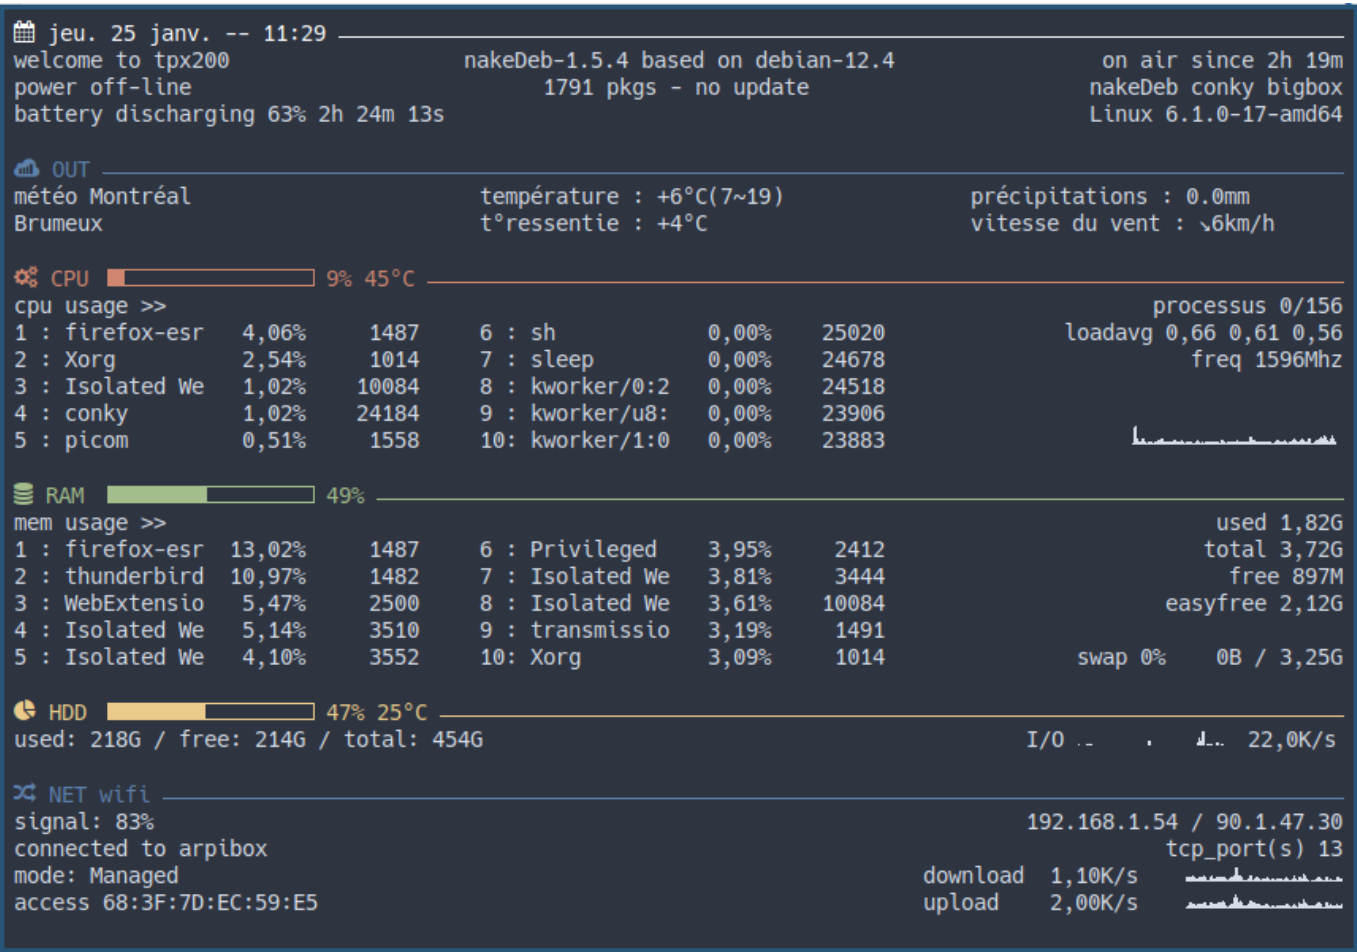 jeu. 25 janv. -- 11:29
welcome to tpx200 nakeDeb-1.5.4 based on debian-12.4 on air since 2h 19m
power off-line 1791 pkgs - no update nakeDeb conky bigbox
battery discharging 63% 2h 24m 13s Linux 6.1.0-17-amd64
OUT
météo Montréal température : +6°C(7~19) précipitations : 0.0mm
Brumeux t°ressentie : +4°C vitesse du vent : ↘6km/h
CPU 9% 45°C
cpu usage >> processus 0/156
1 : firefox-esr 4,06% 1487 6 : sh 0,00% 25020 loadavg 0,66 0,61 0,56
2 : Xorg 2,54% 1014 7 : sleep 0,00% 24678 freq 1596Mhz
3 : Isolated We 1,02% 10084 8 : kworker/0:2 0,00% 24518
4 : conky 1,02% 24184 9 : kworker/u8: 0,00% 23906
5 : picom 0,51% 1558 10: kworker/1:0 0,00% 23883
RAM 49%
mem usage >> used 1,82G
1 : firefox-esr 13,02% 1487 6 : Privileged 3,95% 2412 total 3,72G
2 : thunderbird 10,97% 1482 7 : Isolated We 3,81% 3444 free 897M
3 : WebExtensio 5,47% 2500 8 : Isolated We 3,61% 10084 easyfree 2,12G
4 : Isolated We 5,14% 3510 9 : transmissio 3,19% 1491
5 : Isolated We 4,10% 3552 10: Xorg 3,09% 1014 swap 0% 0B / 3,25G
HDD 47% 25°C
used: 218G / free: 214G / total: 454G I/O 22,0K/s
NET wifi
signal: 83% 192.168.1.54 / 90.1.47.30
connected to arpibox tcp_port(s) 13
mode: Managed download 1,10K/s
access 68:3F:7D:EC:59:E5 upload 2,00K/s